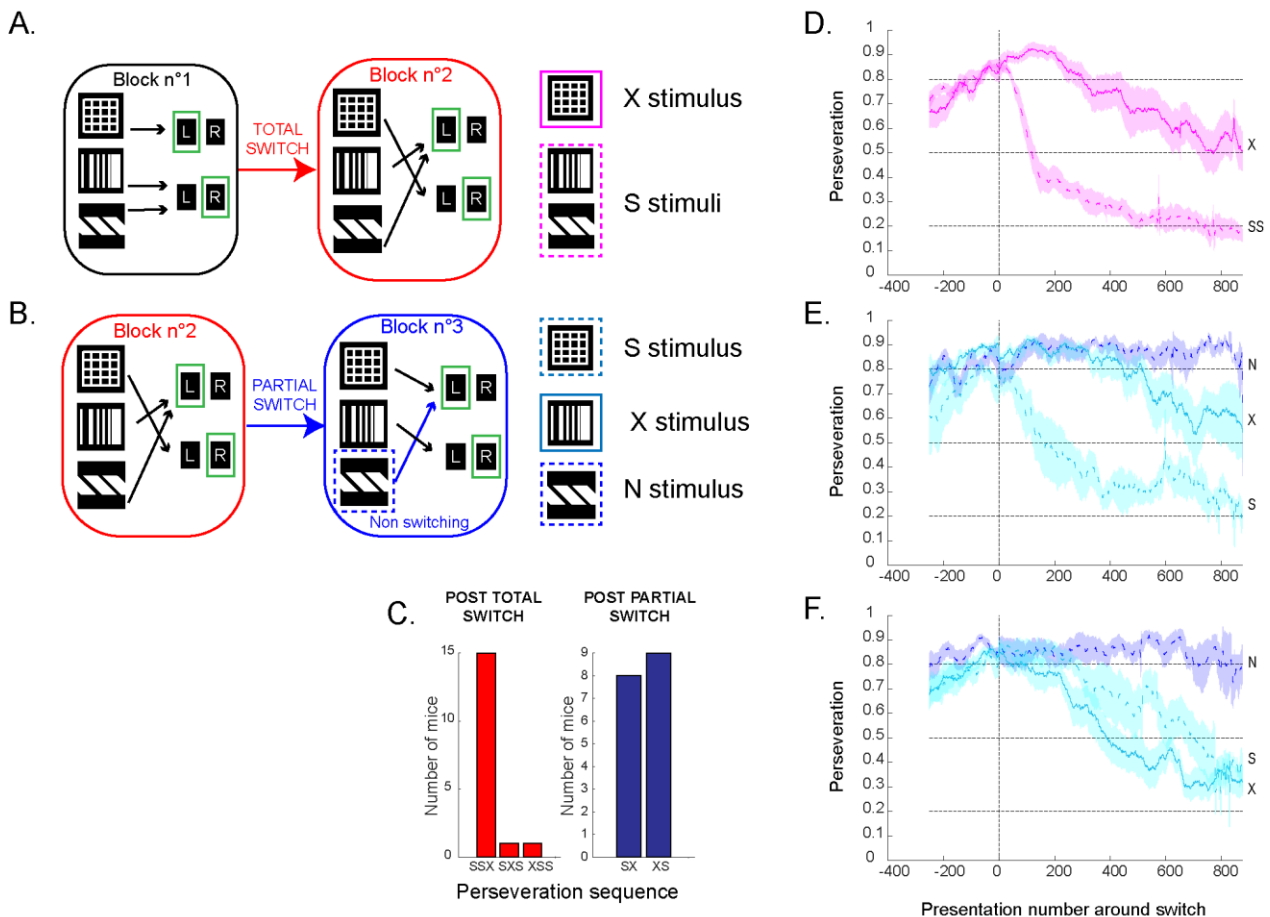 A.
Block n°1
L R
L R
TOTAL
SWITCH
Block n°2
L R
L R
X stimulus
S stimuli
B.
Block n°2
L R
L R
PARTIAL
SWITCH
Block n°3
L R
L R
Non switching
S stimulus
X stimulus
N stimulus
C.
POST TOTAL
SWITCH
Number of mice
15
10
5
0
SSX SXS XSS
POST PARTIAL
SWITCH
Number of mice
9
8
7
6
5
4
3
2
1
0
SX XS
Perseveration sequence
D.
Perseveration
1
0.9
0.8
0.7
0.6
0.5
0.4
0.3
0.2
0.1
0
X
SS
-400 -200 0 200 400 600 800
Presentation number around switch
E.
Perseveration
1
0.9
0.8
0.7
0.6
0.5
0.4
0.3
0.2
0.1
0
N
X
S
-400 -200 0 200 400 600 800
F.
Perseveration
1
0.9
0.8
0.7
0.6
0.5
0.4
0.3
0.2
0.1
0
N
S
X
-400 -200 0 200 400 600 800
Presentation number around switch